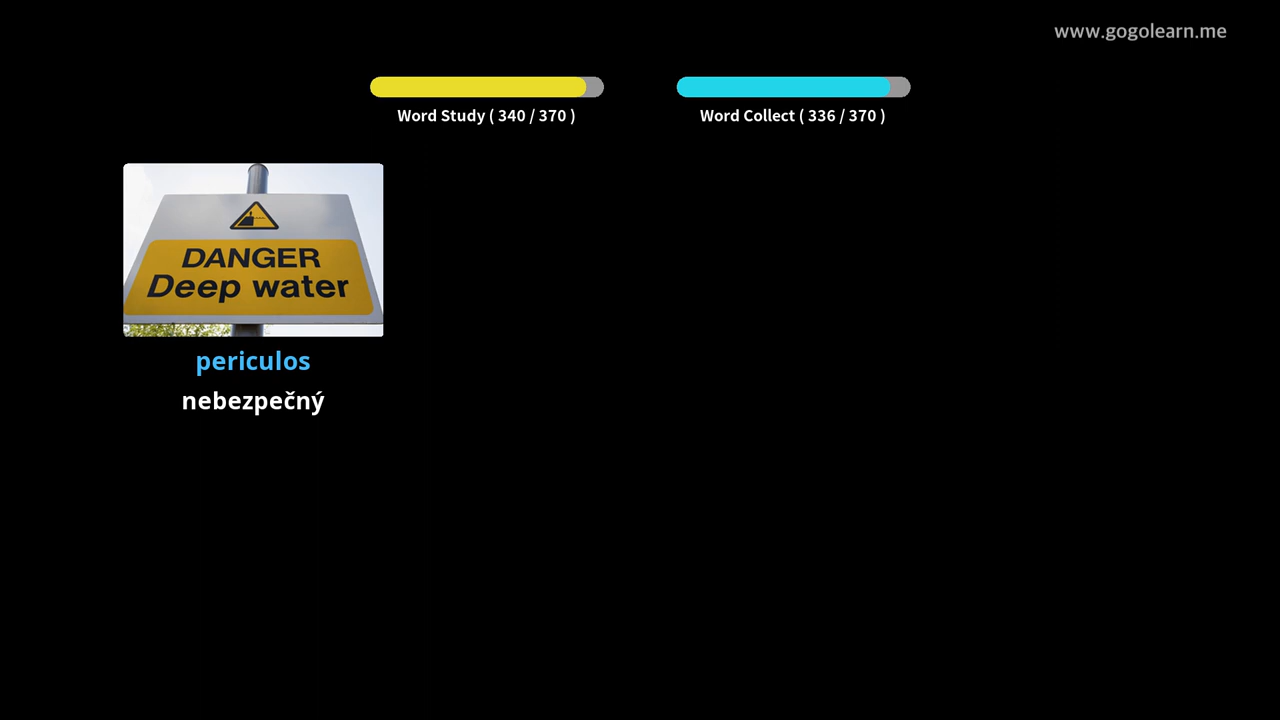 www.gogolearn.me
Word Study ( 340 / 370 )
Word Collect ( 336 / 370 )
DANGER
Deep water
periculos
nebezpečný